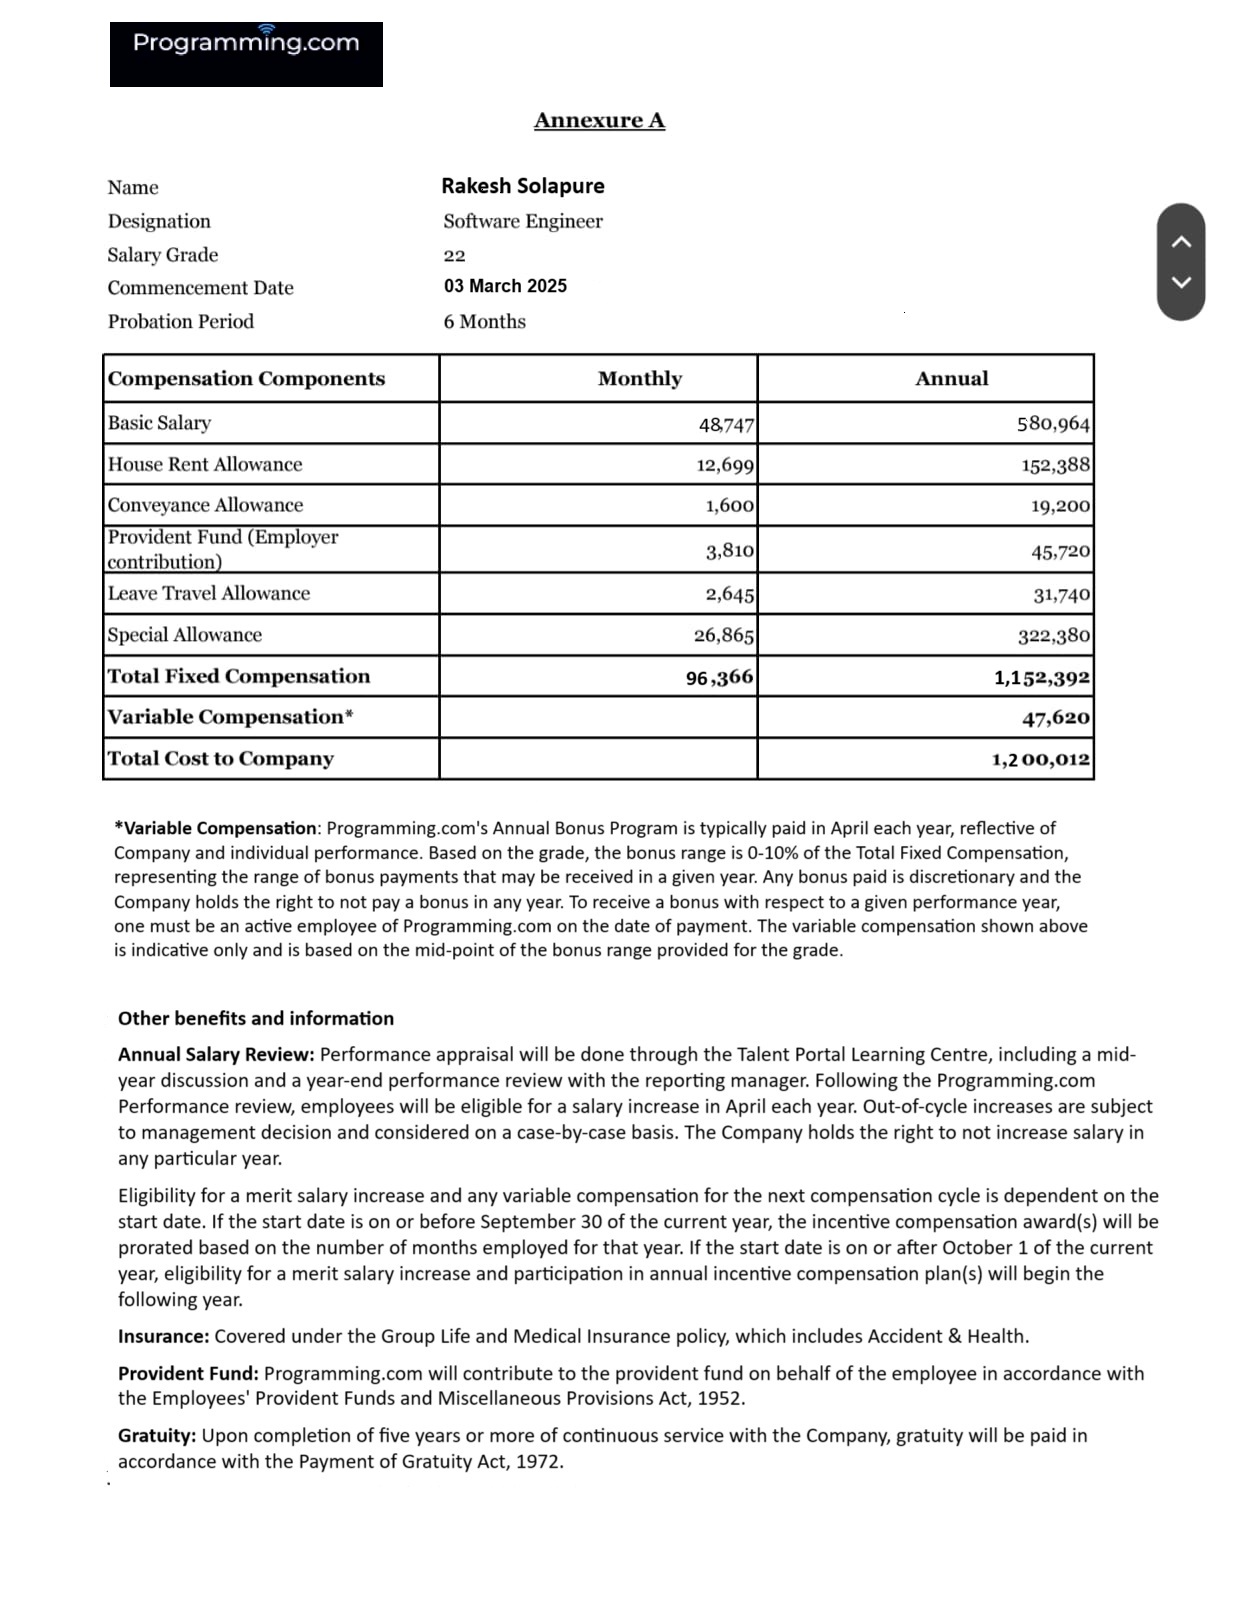 Programming.com
Annexure A
Name Rakesh Solapure
Designation Software Engineer
Salary Grade 22
Commencement Date 03 March 2025
Probation Period 6 Months
Compensation Components Monthly Annual
Basic Salary 48,747 580,964
House Rent Allowance 12,699 152,388
Conveyance Allowance 1,600 19,200
Provident Fund (Employer
contribution) 3,810 45,720
Leave Travel Allowance 2,645 31,740
Special Allowance 26,865 322,380
Total Fixed Compensation 96,366 1,152,392
Variable Compensation* 47,620
Total Cost to Company 1,200,012
*Variable Compensation: Programming.com's Annual Bonus Program is typically paid in April each year, reflective of
Company and individual performance. Based on the grade, the bonus range is 0-10% of the Total Fixed Compensation,
representing the range of bonus payments that may be received in a given year. Any bonus paid is discretionary and the
Company holds the right to not pay a bonus in any year. To receive a bonus with respect to a given performance year,
one must be an active employee of Programming.com on the date of payment. The variable compensation shown above
is indicative only and is based on the mid-point of the bonus range provided for the grade.
Other benefits and information
Annual Salary Review: Performance appraisal will be done through the Talent Portal Learning Centre, including a mid-
year discussion and a year-end performance review with the reporting manager. Following the Programming.com
Performance review, employees will be eligible for a salary increase in April each year. Out-of-cycle increases are subject
to management decision and considered on a case-by-case basis. The Company holds the right to not increase salary in
any particular year.
Eligibility for a merit salary increase and any variable compensation for the next compensation cycle is dependent on the
start date. If the start date is on or before September 30 of the current year, the incentive compensation award(s) will be
prorated based on the number of months employed for that year. If the start date is on or after October 1 of the current
year, eligibility for a merit salary increase and participation in annual incentive compensation plan(s) will begin the
following year.
Insurance: Covered under the Group Life and Medical Insurance policy, which includes Accident & Health.
Provident Fund: Programming.com will contribute to the provident fund on behalf of the employee in accordance with
the Employees' Provident Funds and Miscellaneous Provisions Act, 1952.
Gratuity: Upon completion of five years or more of continuous service with the Company, gratuity will be paid in
accordance with the Payment of Gratuity Act, 1972.